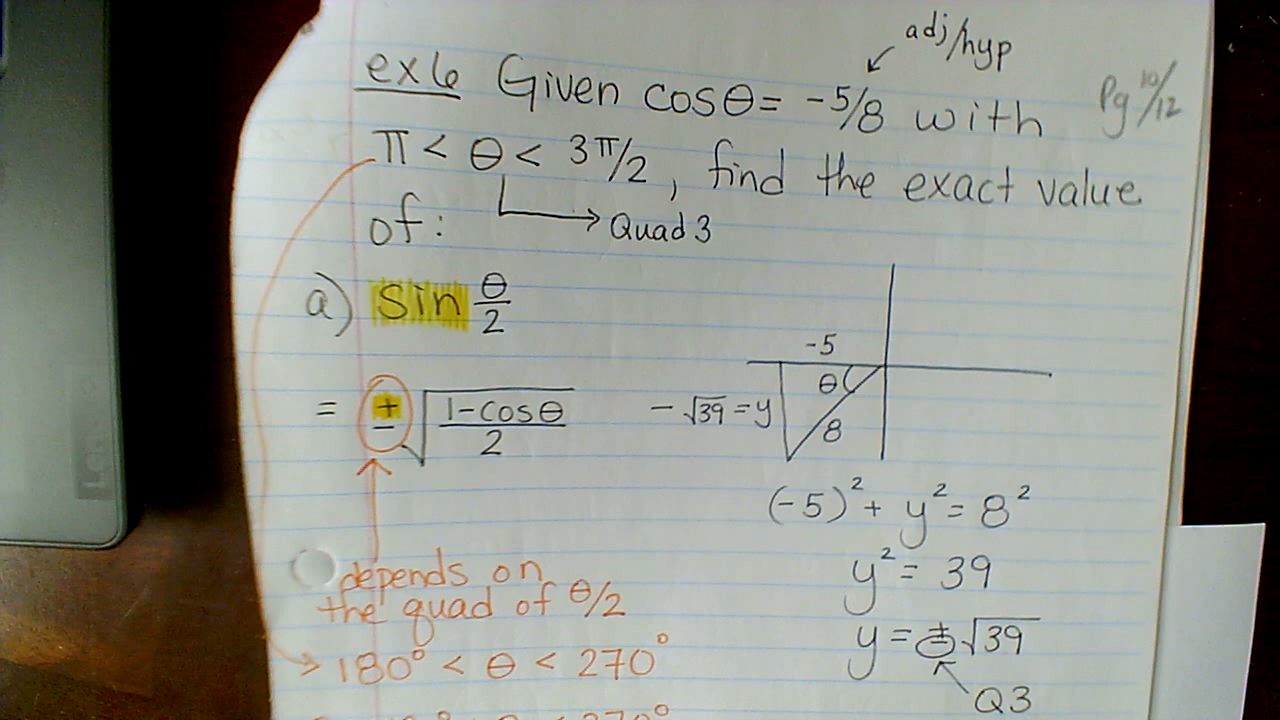 adj/hyp
ex6 Given cosθ = -5/8 with
Pg 10/12
π < θ < 3π/2, find the exact value
of:
Quad 3
a) sin θ/2
= ± √((1-cosθ)/2)
-5
θ
-√39 = y
8
(-5)² + y² = 8²
y² = 39
y = ±√39
Q3
depends on
the quad of θ/2
180° < θ < 270°